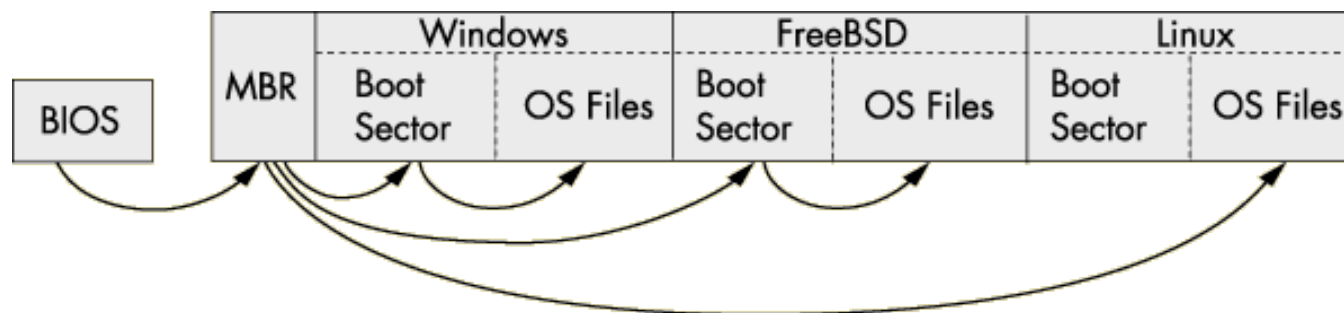 BIOS
MBR
Windows
Boot
Sector
OS Files
FreeBSD
Boot
Sector
OS Files
Linux
Boot
Sector
OS Files